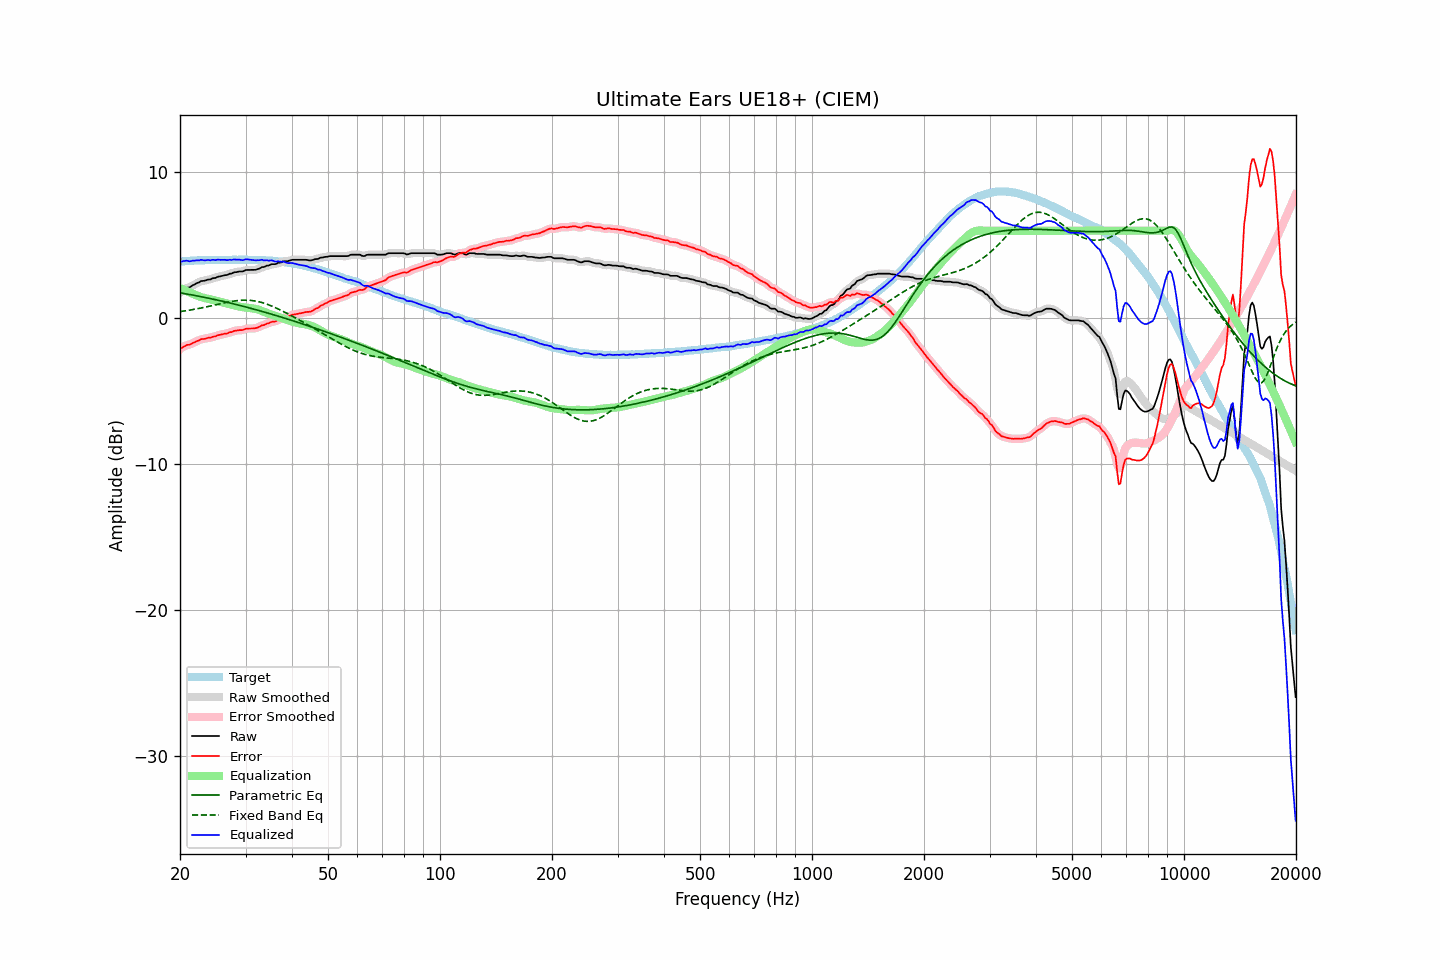 Ultimate Ears UE18+ (CIEM)
Amplitude (dBr)
10
0
−10
−20
−30
Target
Raw Smoothed
Error Smoothed
Raw
Error
Equalization
Parametric Eq
Fixed Band Eq
Equalized
20 50 100 200 500 1000 2000 5000 10000 20000
Frequency (Hz)